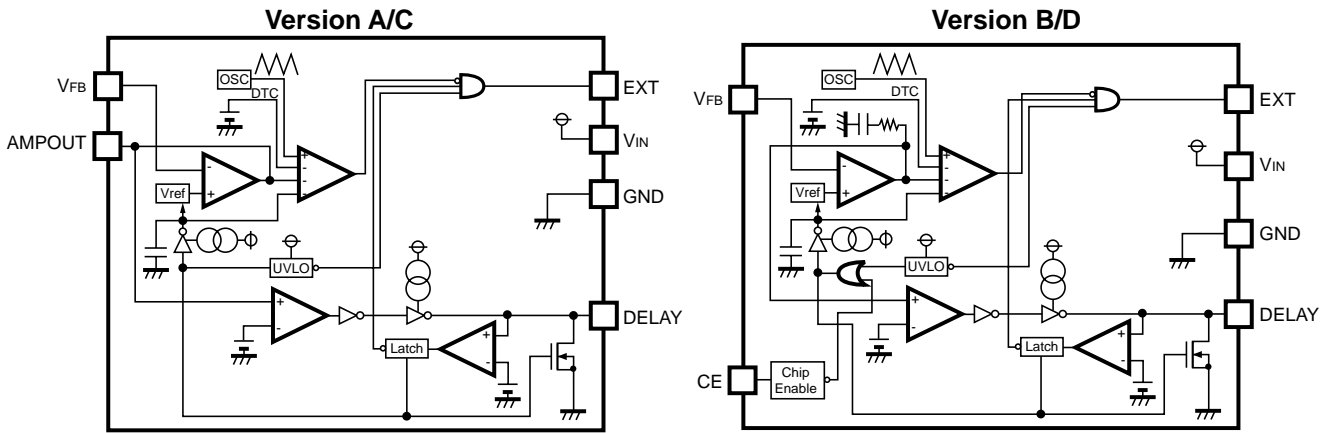 Version A/C
VFB
AMPOUT
OSC
DTC
Vref
UVLO
Latch
EXT
VIN
GND
DELAY
+
-
-
-
-
+
+
-
+
-
Version B/D
VFB
CE
OSC
DTC
Vref
UVLO
Latch
Chip
Enable
EXT
VIN
GND
DELAY
+
-
-
-
-
+
+
-
+
-